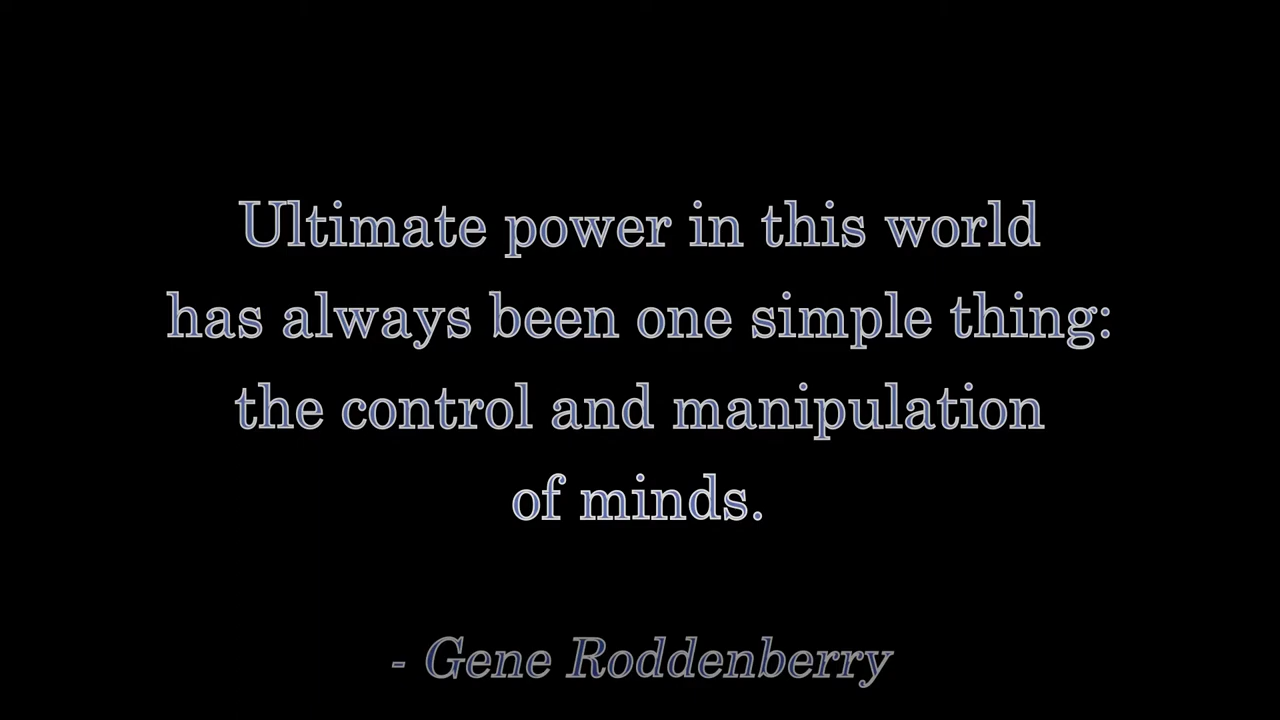 Ultimate power in this world
has always been one simple thing:
the control and manipulation
of minds.
- Gene Roddenberry